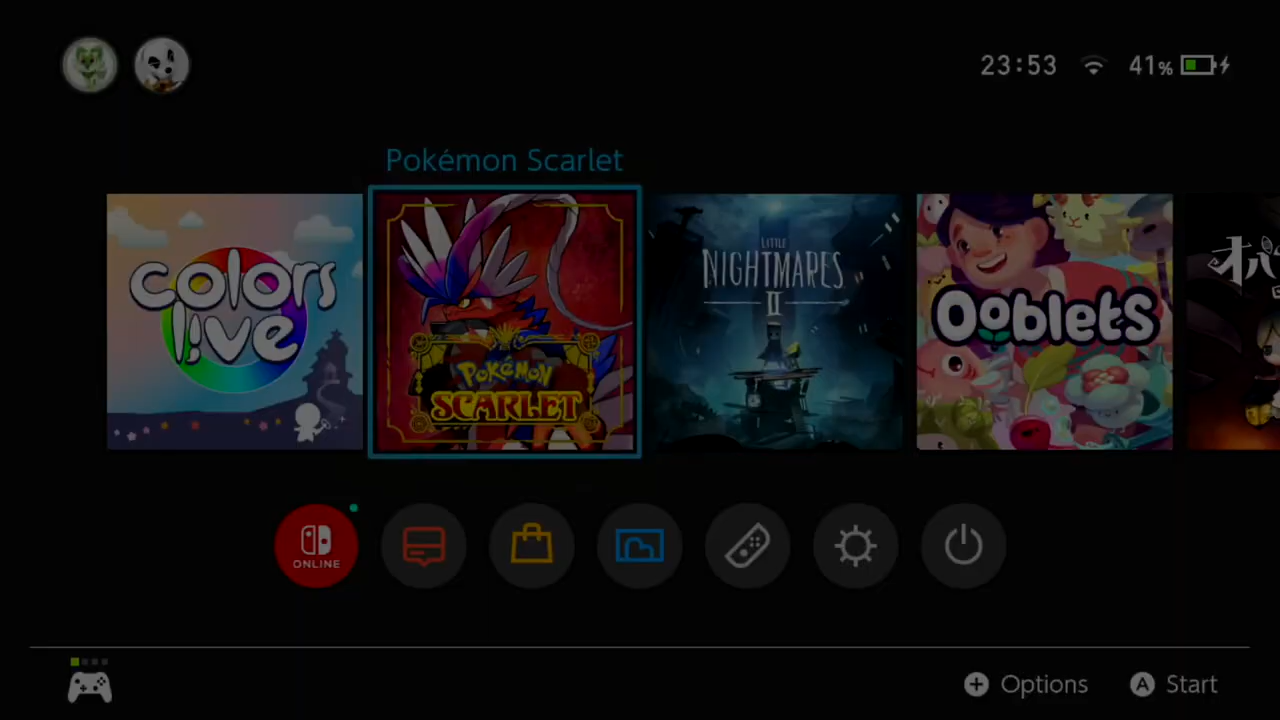 23:53
41%
Pokémon Scarlet
colors
live
POKÉMON
SCARLET
LITTLE
NIGHTMARES
II
Ooblets
ONLINE
Options
A Start